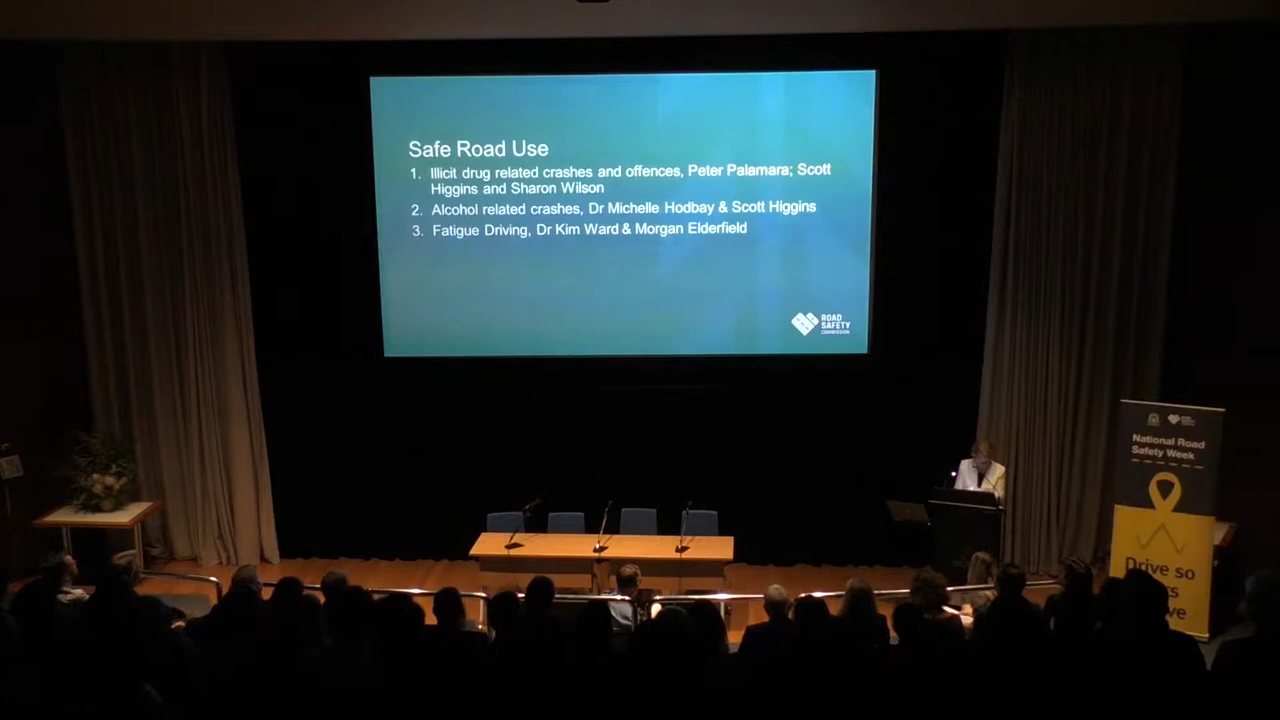 Safe Road Use
1. Illicit drug related crashes and offences, Peter Palamara; Scott
Higgins and Sharon Wilson
2. Alcohol related crashes, Dr Michelle Hodbay & Scott Higgins
3. Fatigue Driving, Dr Kim Ward & Morgan Elderfield
ROAD
SAFETY
COMMISSION
National Road
Safety Week
Drive so